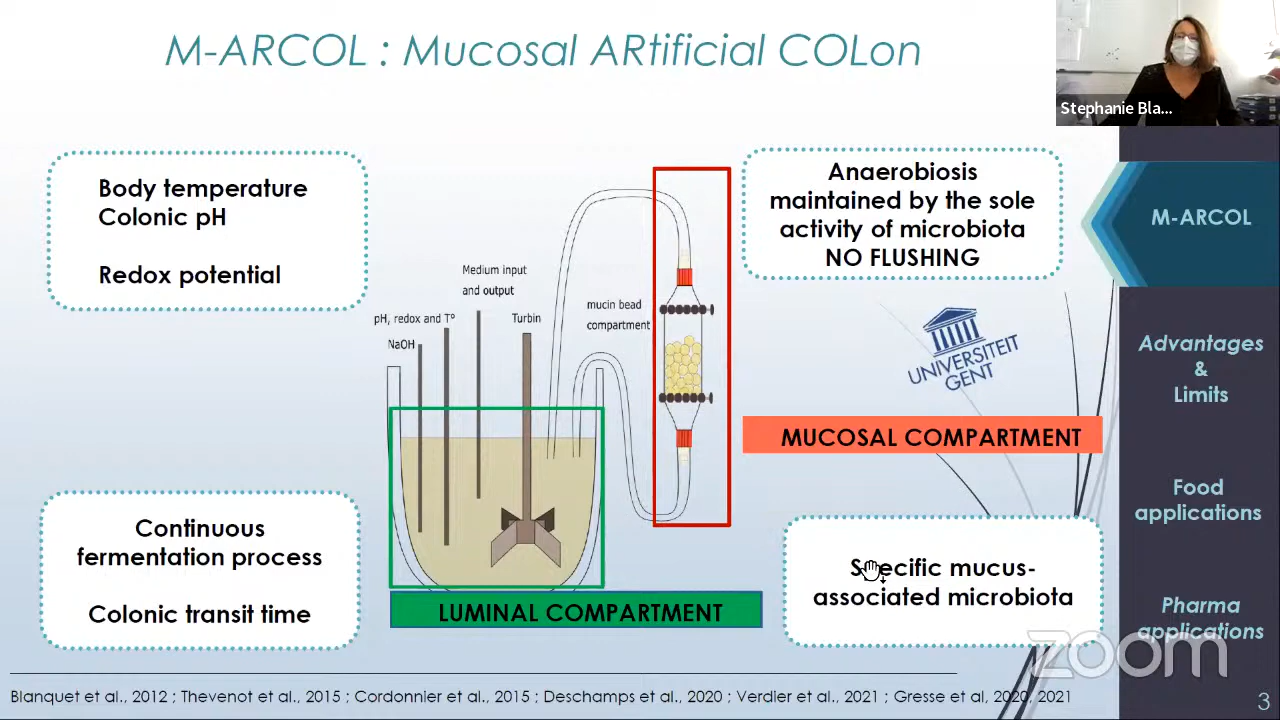 M-ARCOL : Mucosal ARtificial COLon
Stephanie Bla...
Body temperature
Colonic pH
Redox potential
Anaerobiosis
maintained by the sole
activity of microbiota
NO FLUSHING
M-ARCOL
Medium input
and output
mucin bead
compartment
pH, redox and T°
Turbin
NaOH
UNIVERSITEIT
GENT
Advantages
&
Limits
MUCOSAL COMPARTMENT
Continuous
fermentation process
Colonic transit time
LUMINAL COMPARTMENT
Specific mucus-
associated microbiota
Food
applications
Pharma
applications
zoom
Blanquet et al., 2012 ; Thevenot et al., 2015 ; Cordonnier et al., 2015 ; Deschamps et al., 2020 ; Verdier et al., 2021 ; Gresse et al, 2020, 2021
3